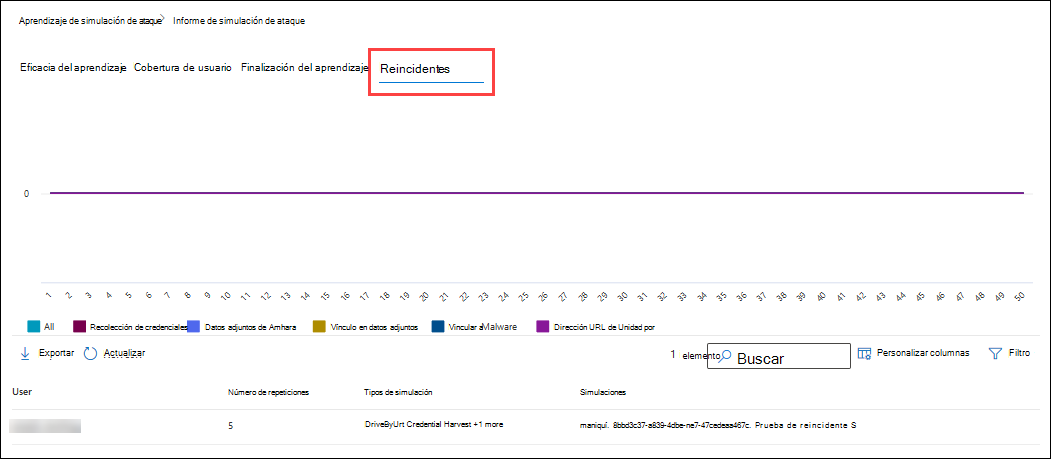 Aprendizaje de simulación de ataque > Informe de simulación de ataque
Eficacia del aprendizaje Cobertura de usuario Finalización del aprendizaje Reincidentes
0
1 2 3 4 5 6 7 8 9 10 11 12 13 14 15 16 17 18 19 20 21 22 23 24 25 26 27 28 29 30 31 32 33 34 35 36 37 38 39 40 41 42 43 44 45 46 47 48 49 50
All Recolección de credenciales Datos adjuntos de Amhara Vínculo en datos adjuntos Vincular aMalware Dirección URL de Unidad por
Exportar Actualizar 1 elemento Buscar Personalizar columnas Filtro
User Número de repeticiones Tipos de simulación Simulaciones
5 DriveByUrt Credential Harvest +1 more maniquí. 8bbd3c37-a839-4dbe-ne7-47cedeaa467c. Prueba de reincidente S